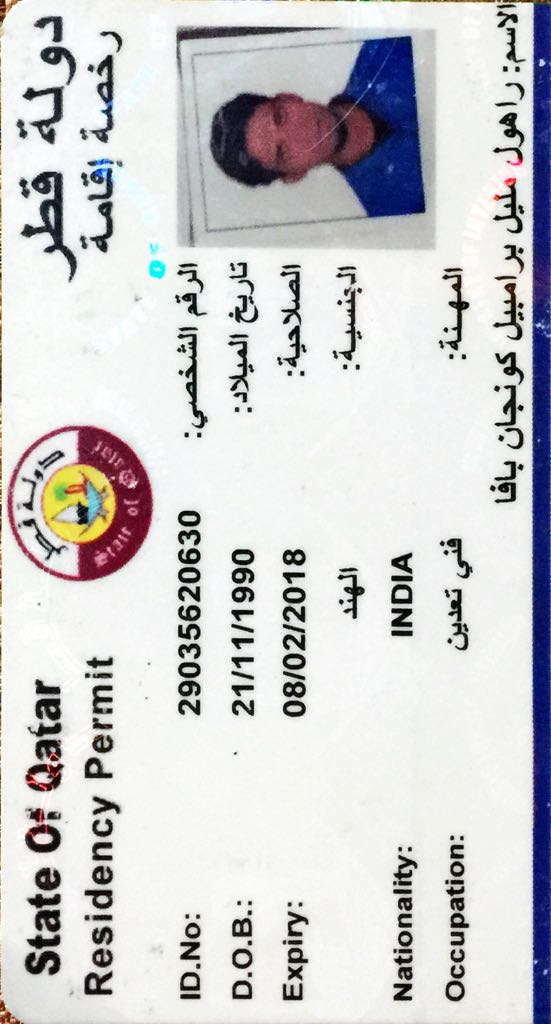 State Of Qatar
Residency Permit
دولة قطر
رخصة إقامة
دولة قطر
State of Qatar
ID.No: 29035620630 الرقم الشخصي:
D.O.B.: 21/11/1990 تاريخ الميلاد:
Expiry: 08/02/2018 الصلاحية:
الهند الجنسية:
Nationality: INDIA
Occupation: فني تعدين المهنة:
الاسم: راهول مليل برامبيل كونجان بافا